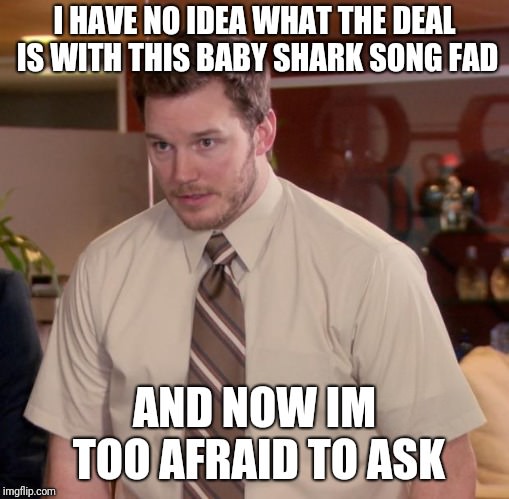 I HAVE NO IDEA WHAT THE DEAL
IS WITH THIS BABY SHARK SONG FAD
AND NOW IM
TOO AFRAID TO ASK
imgflip.com